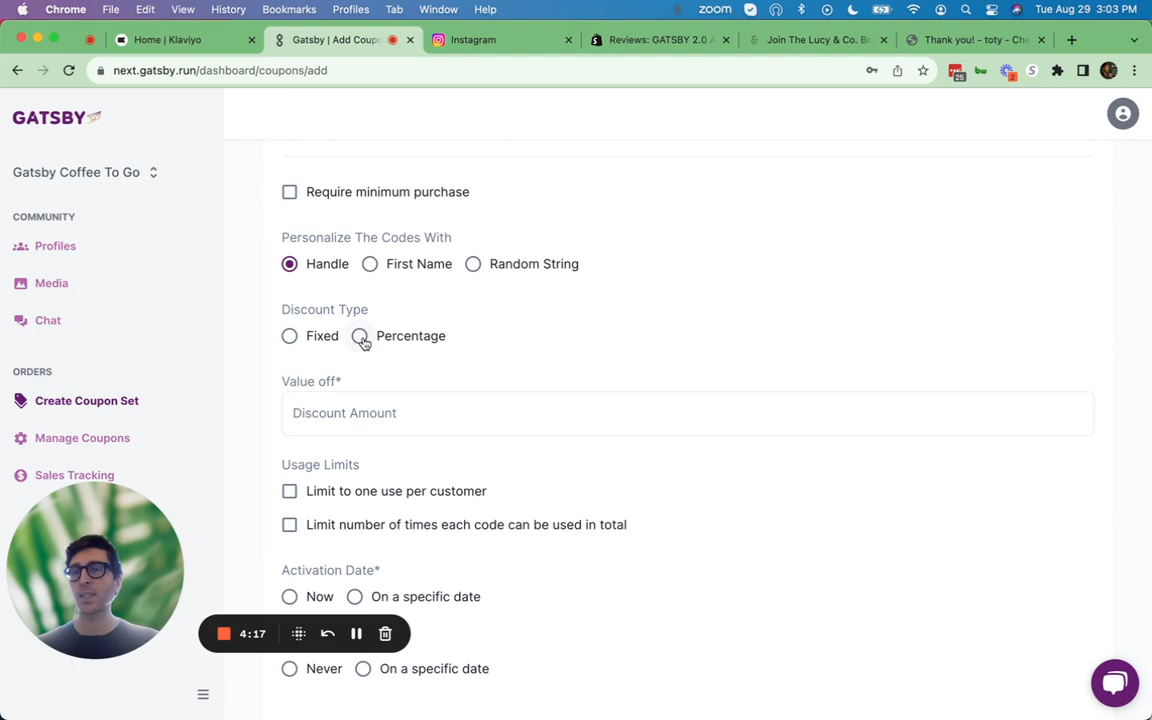 Chrome File Edit View History Bookmarks Profiles Tab Window Help zoom Tue Aug 29 3:03 PM
Home | Klaviyo Gatsby | Add Coupo Instagram Reviews: GATSBY 2.0 A Join The Lucy & Co. Bra Thank you! - toty - Che
next.gatsby.run/dashboard/coupons/add 25 2
GATSBY
Gatsby Coffee To Go
COMMUNITY
Profiles
Media
Chat
ORDERS
Create Coupon Set
Manage Coupons
Sales Tracking
Require minimum purchase
Personalize The Codes With
Handle First Name Random String
Discount Type
Fixed Percentage
Value off*
Discount Amount
Usage Limits
Limit to one use per customer
Limit number of times each code can be used in total
Activation Date*
Now On a specific date
4:17
Never On a specific date